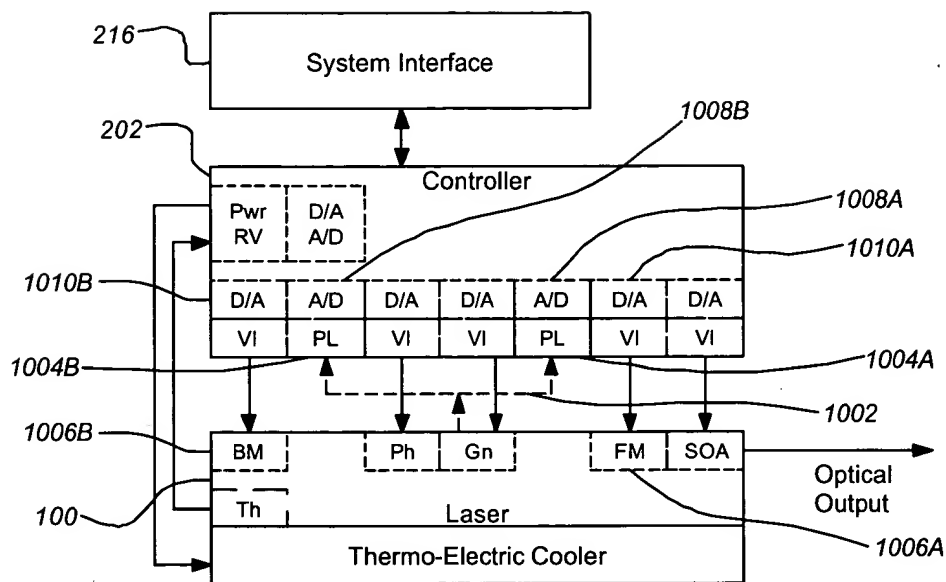 216
System Interface
202
1008B
Controller
1008A
Pwr
RV
D/A
A/D
1010A
1010B
D/A A/D D/A D/A A/D D/A D/A
VI PL VI VI PL VI VI
1004B
1004A
1002
1006B
BM Ph Gn FM SOA
Optical
Output
100
Th
Laser
1006A
Thermo-Electric Cooler